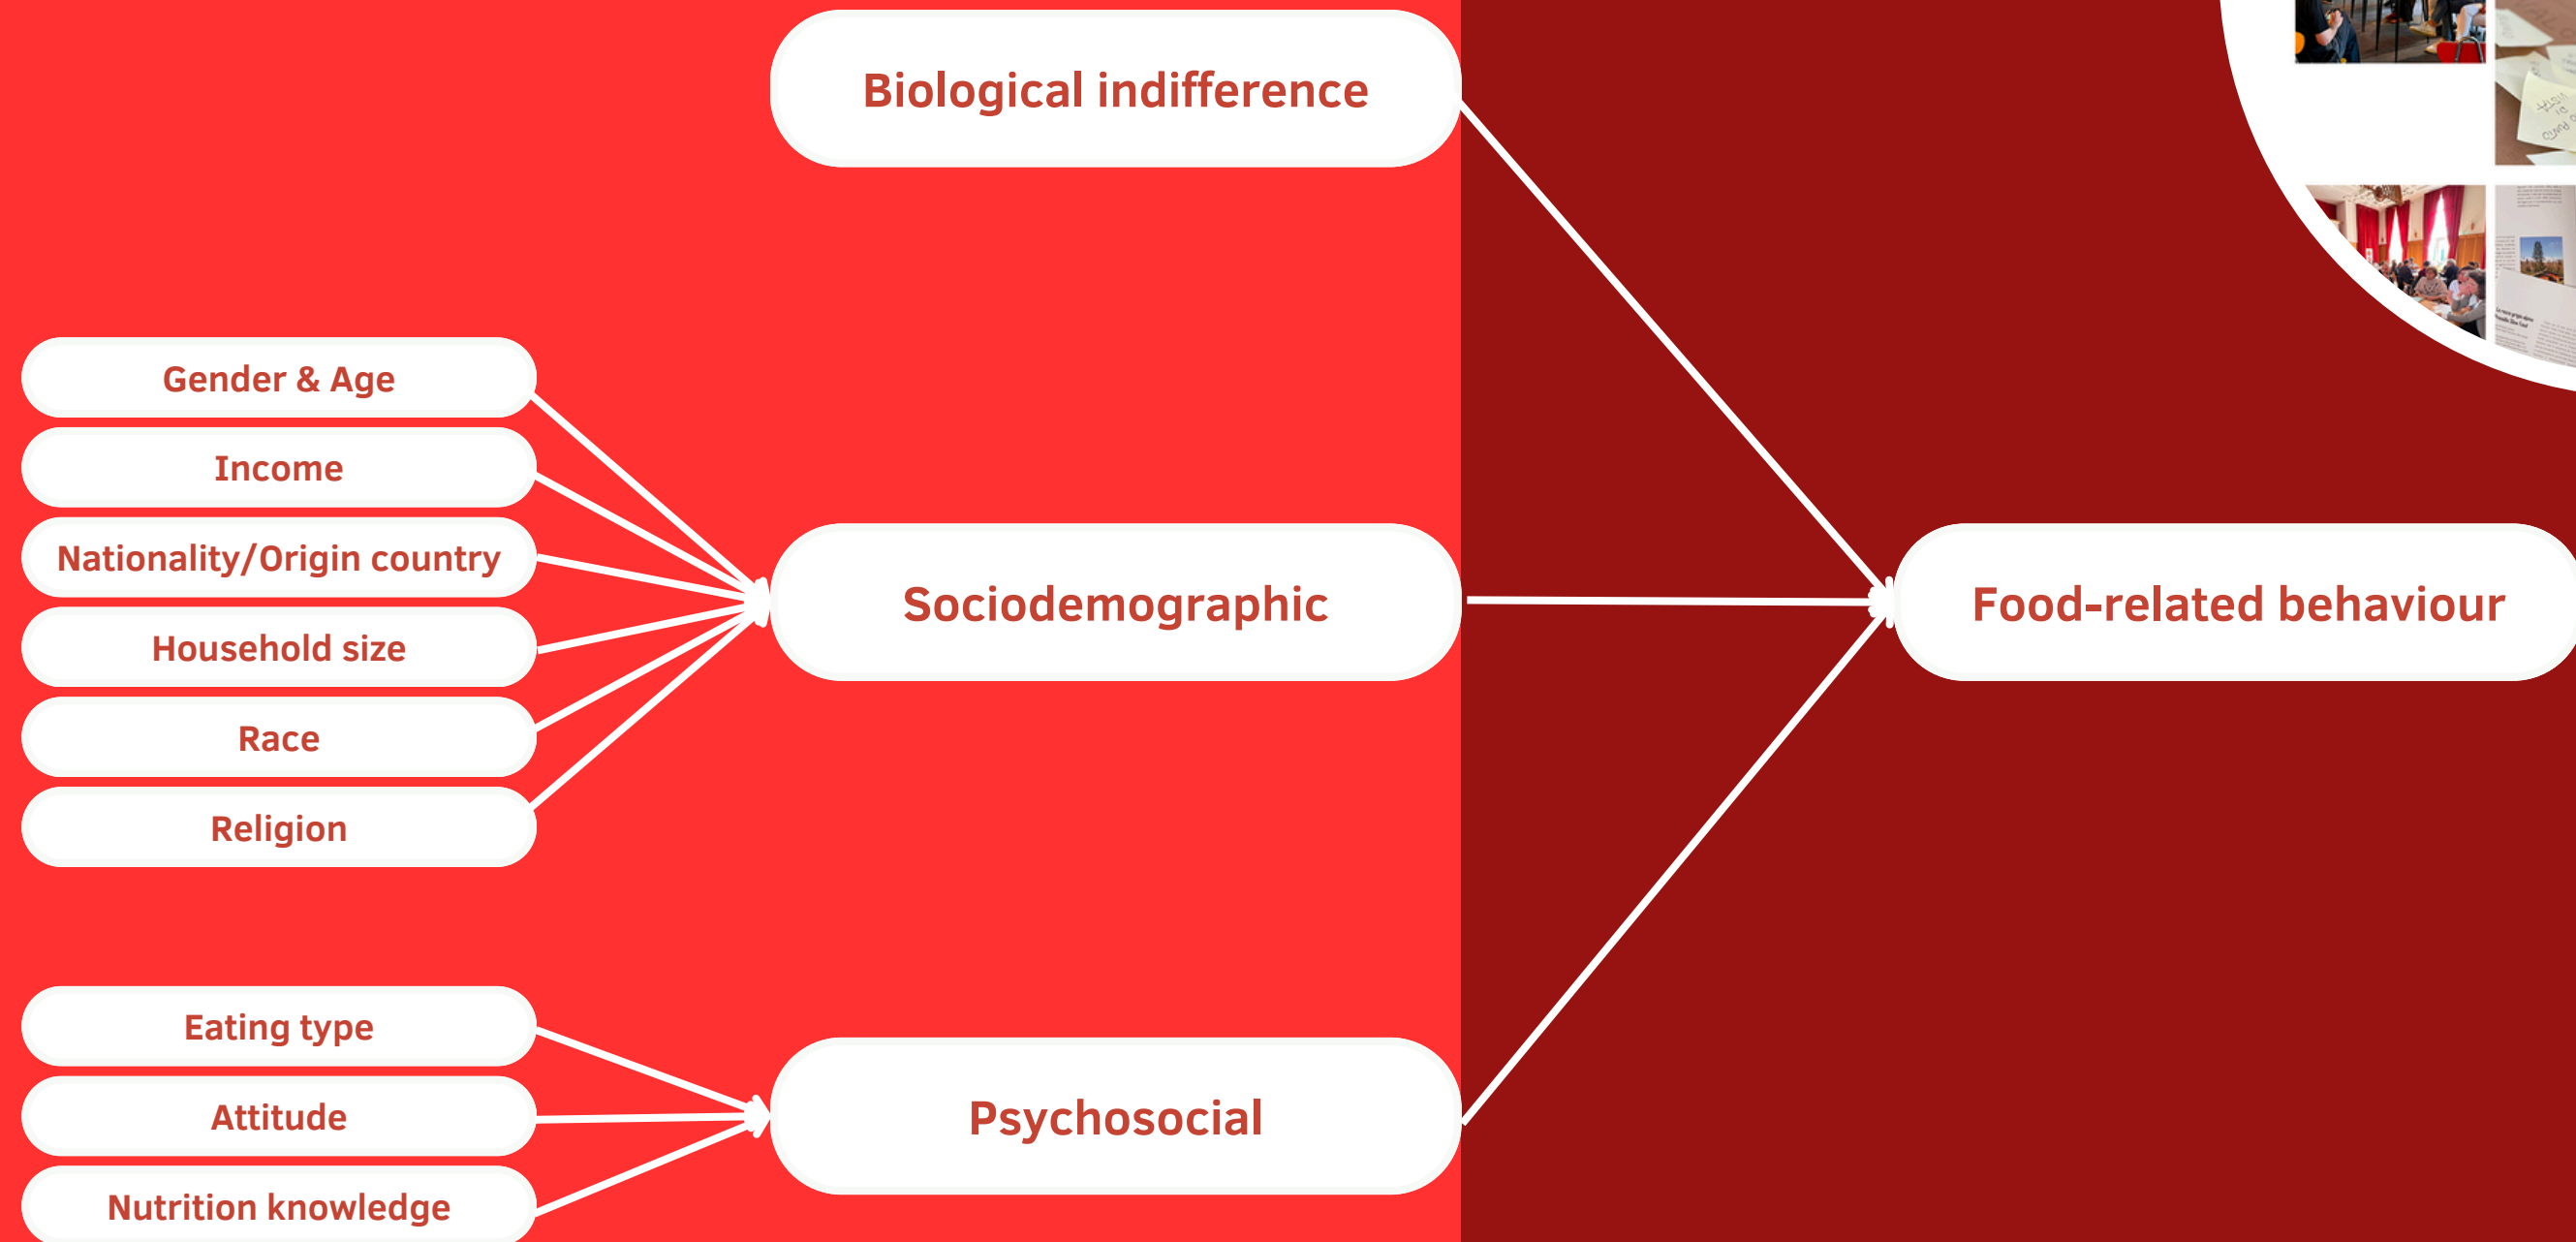 Biological indifference
Gender & Age
Income
Nationality/Origin country
Household size
Race
Religion
Sociodemographic
Food-related behaviour
Eating type
Attitude
Nutrition knowledge
Psychosocial